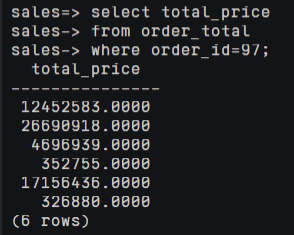 sales=> select total_price
sales-> from order_total
sales-> where order_id=97;
total_price
---------------
12452583.0000
26690918.0000
4696939.0000
352755.0000
17156436.0000
326880.0000
(6 rows)